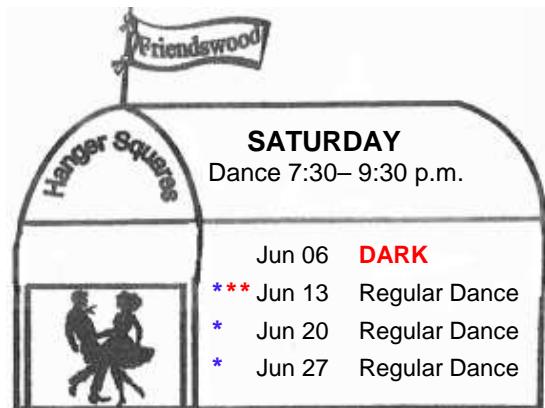 Friendswood
Hanger Squares
SATURDAY
Dance 7:30– 9:30 p.m.
Jun 06 DARK
*** Jun 13 Regular Dance
* Jun 20 Regular Dance
* Jun 27 Regular Dance